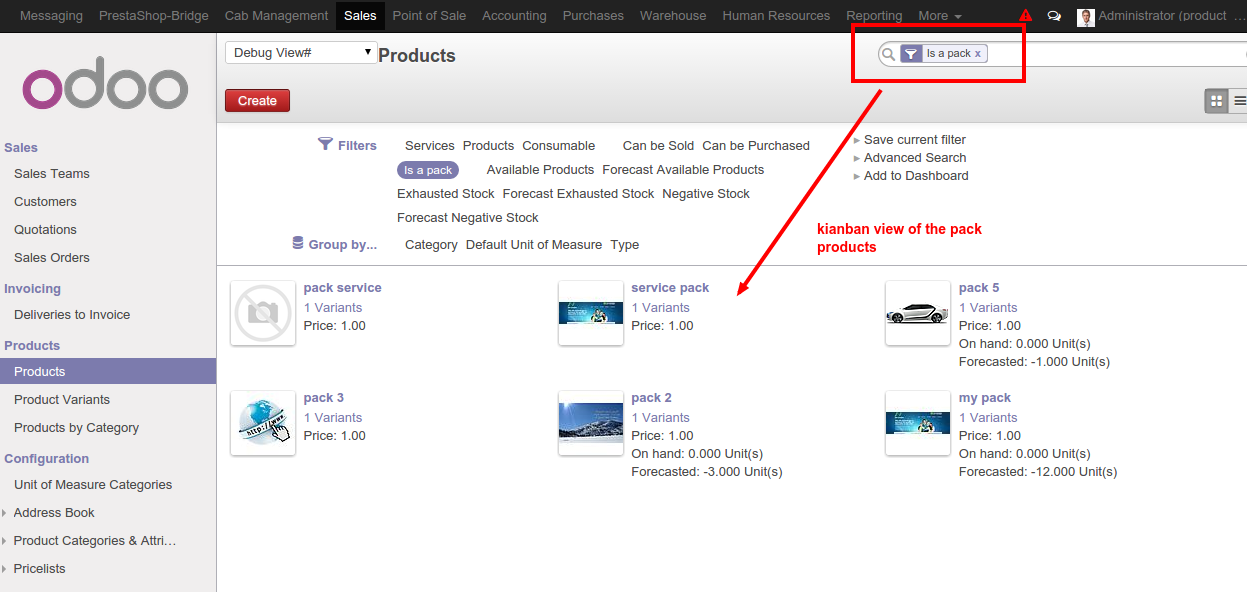 Messaging PrestaShop-Bridge Cab Management Sales Point of Sale Accounting Purchases Warehouse Human Resources Reporting More Administrator (product ...
Debug View# Products Is a pack x
odoo
Create
Sales
Sales Teams
Customers
Quotations
Sales Orders
Invoicing
Deliveries to Invoice
Products
Products
Product Variants
Products by Category
Configuration
Unit of Measure Categories
Address Book
Product Categories & Attri...
Pricelists
Filters Services Products Consumable Can be Sold Can be Purchased
Is a pack Available Products Forecast Available Products
Exhausted Stock Forecast Exhausted Stock Negative Stock
Forecast Negative Stock
Group by... Category Default Unit of Measure Type
Save current filter
Advanced Search
Add to Dashboard
kianban view of the pack
products
pack service
1 Variants
Price: 1.00
service pack
1 Variants
Price: 1.00
pack 5
1 Variants
Price: 1.00
On hand: 0.000 Unit(s)
Forecasted: -1.000 Unit(s)
http://www
pack 3
1 Variants
Price: 1.00
pack 2
1 Variants
Price: 1.00
On hand: 0.000 Unit(s)
Forecasted: -3.000 Unit(s)
my pack
1 Variants
Price: 1.00
On hand: 0.000 Unit(s)
Forecasted: -12.000 Unit(s)